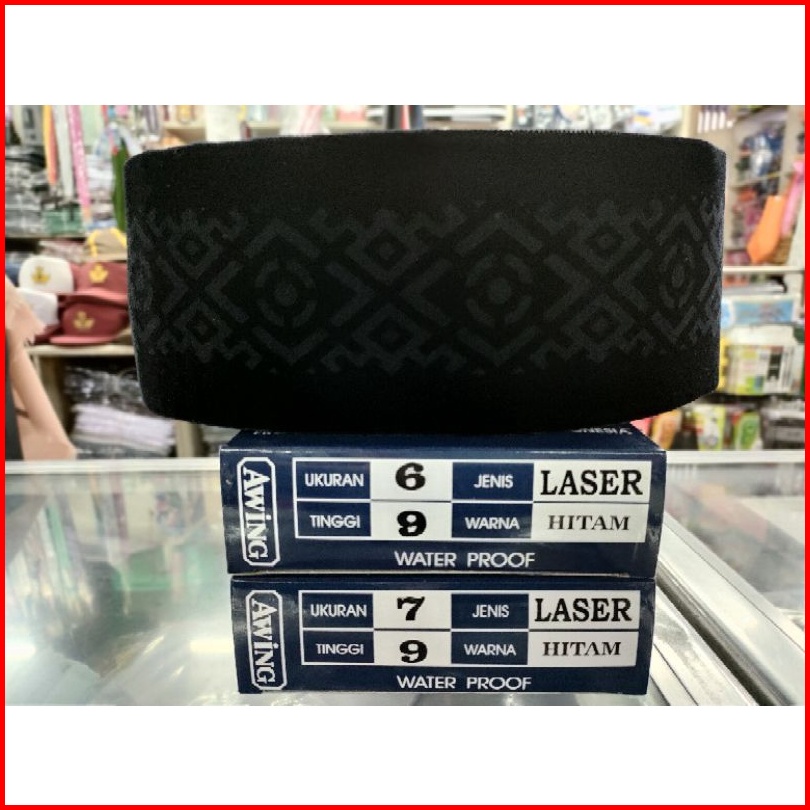 AWING
UKURAN 6 JENIS LASER
TINGGI 9 WARNA HITAM
WATER PROOF
AWING
UKURAN 7 JENIS LASER
TINGGI 9 WARNA HITAM
WATER PROOF